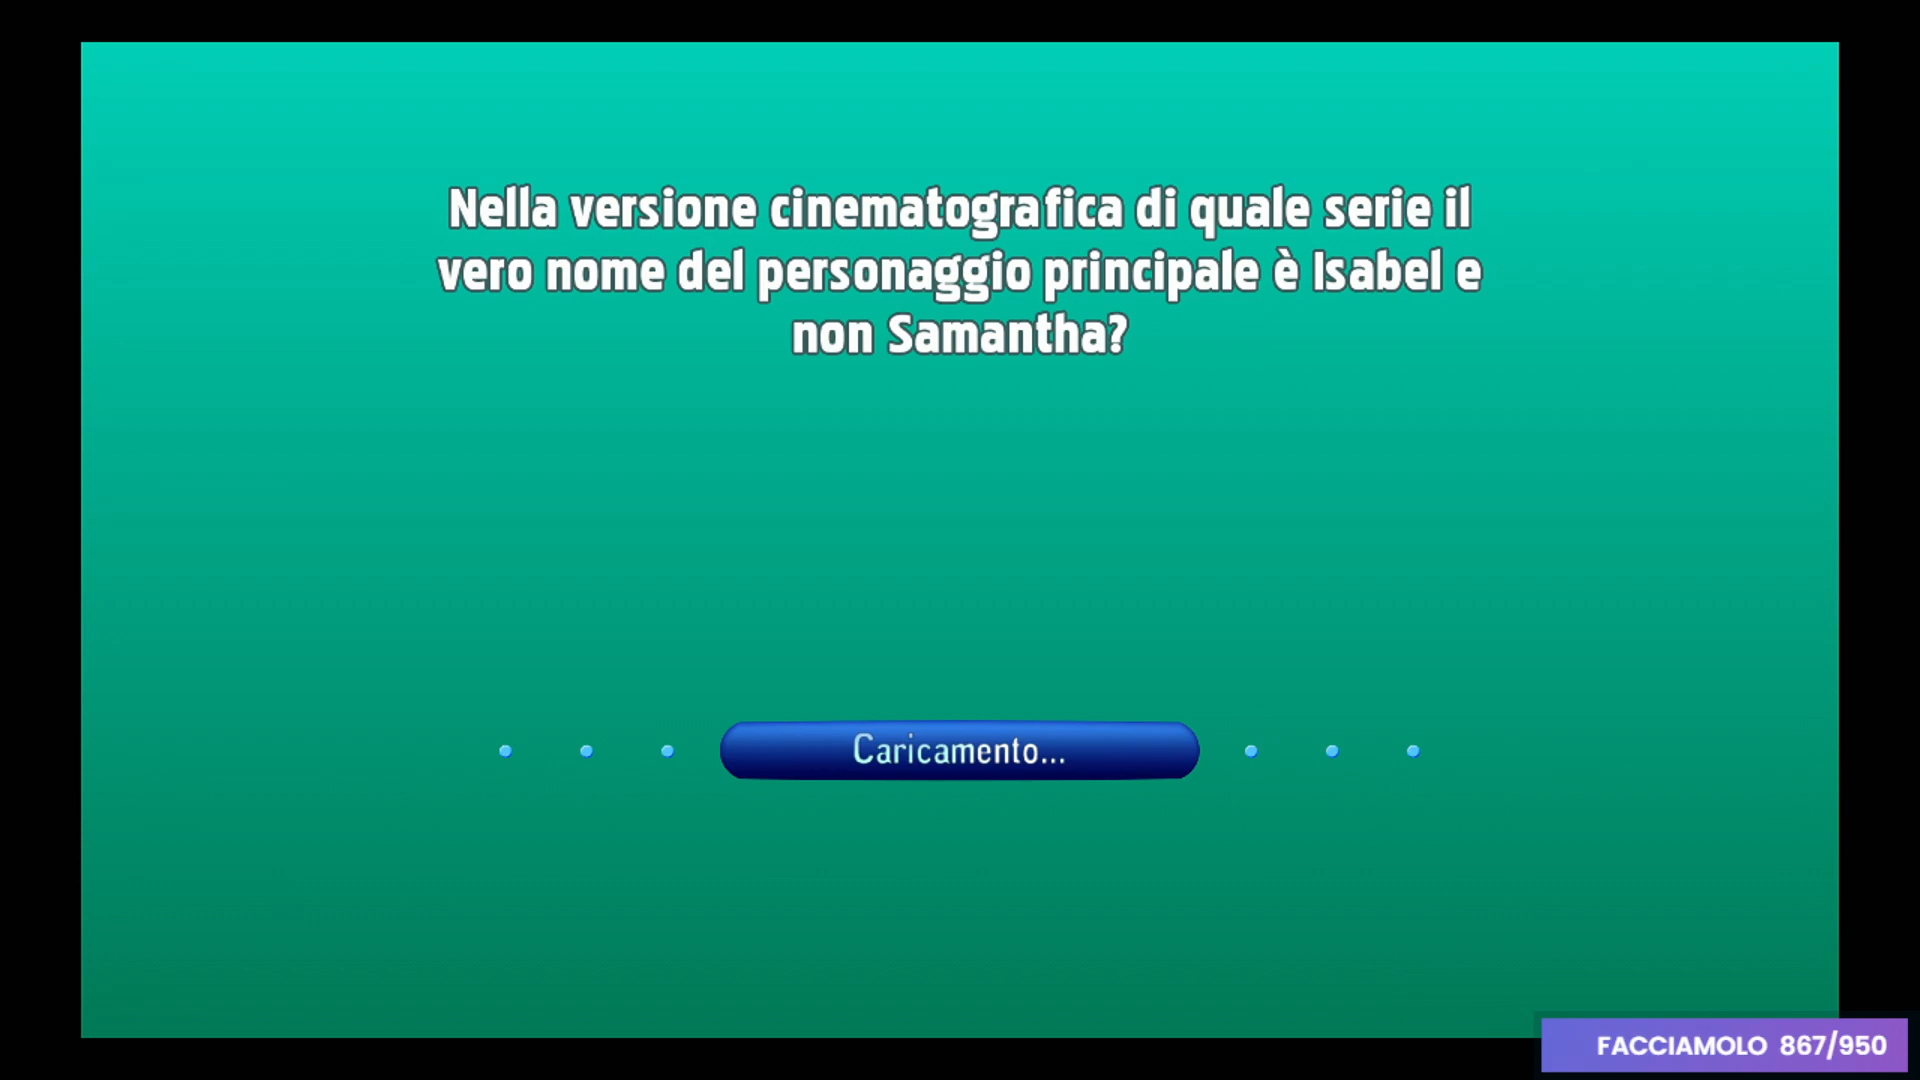 Nella versione cinematografica di quale serie il
vero nome del personaggio principale è Isabel e
non Samantha?
Caricamento...
FACCIAMOLO 867/950